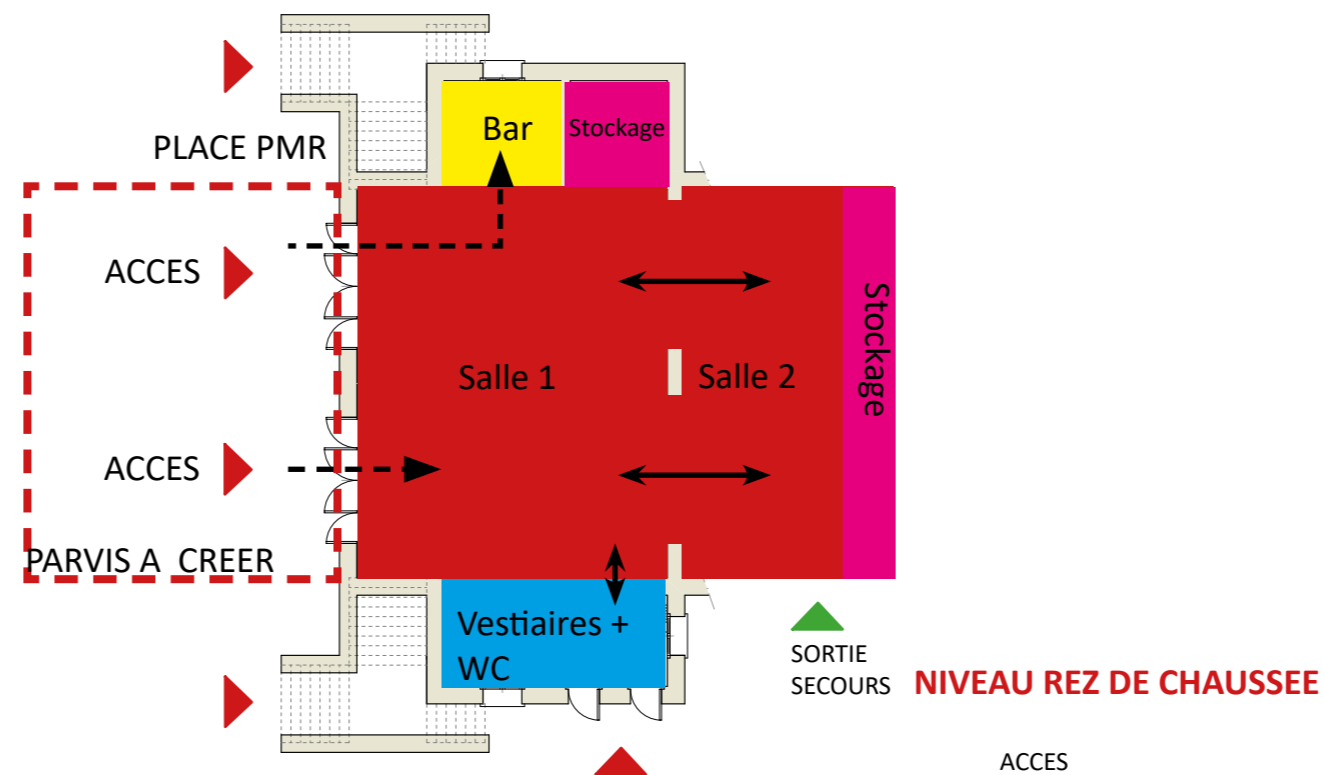 Bar
Stockage
PLACE PMR
ACCES
Stockage
Salle 1
Salle 2
ACCES
PARVIS A  CREER
Vestiaires +
WC
SORTIE
SECOURS
NIVEAU REZ DE CHAUSSEE
ACCES